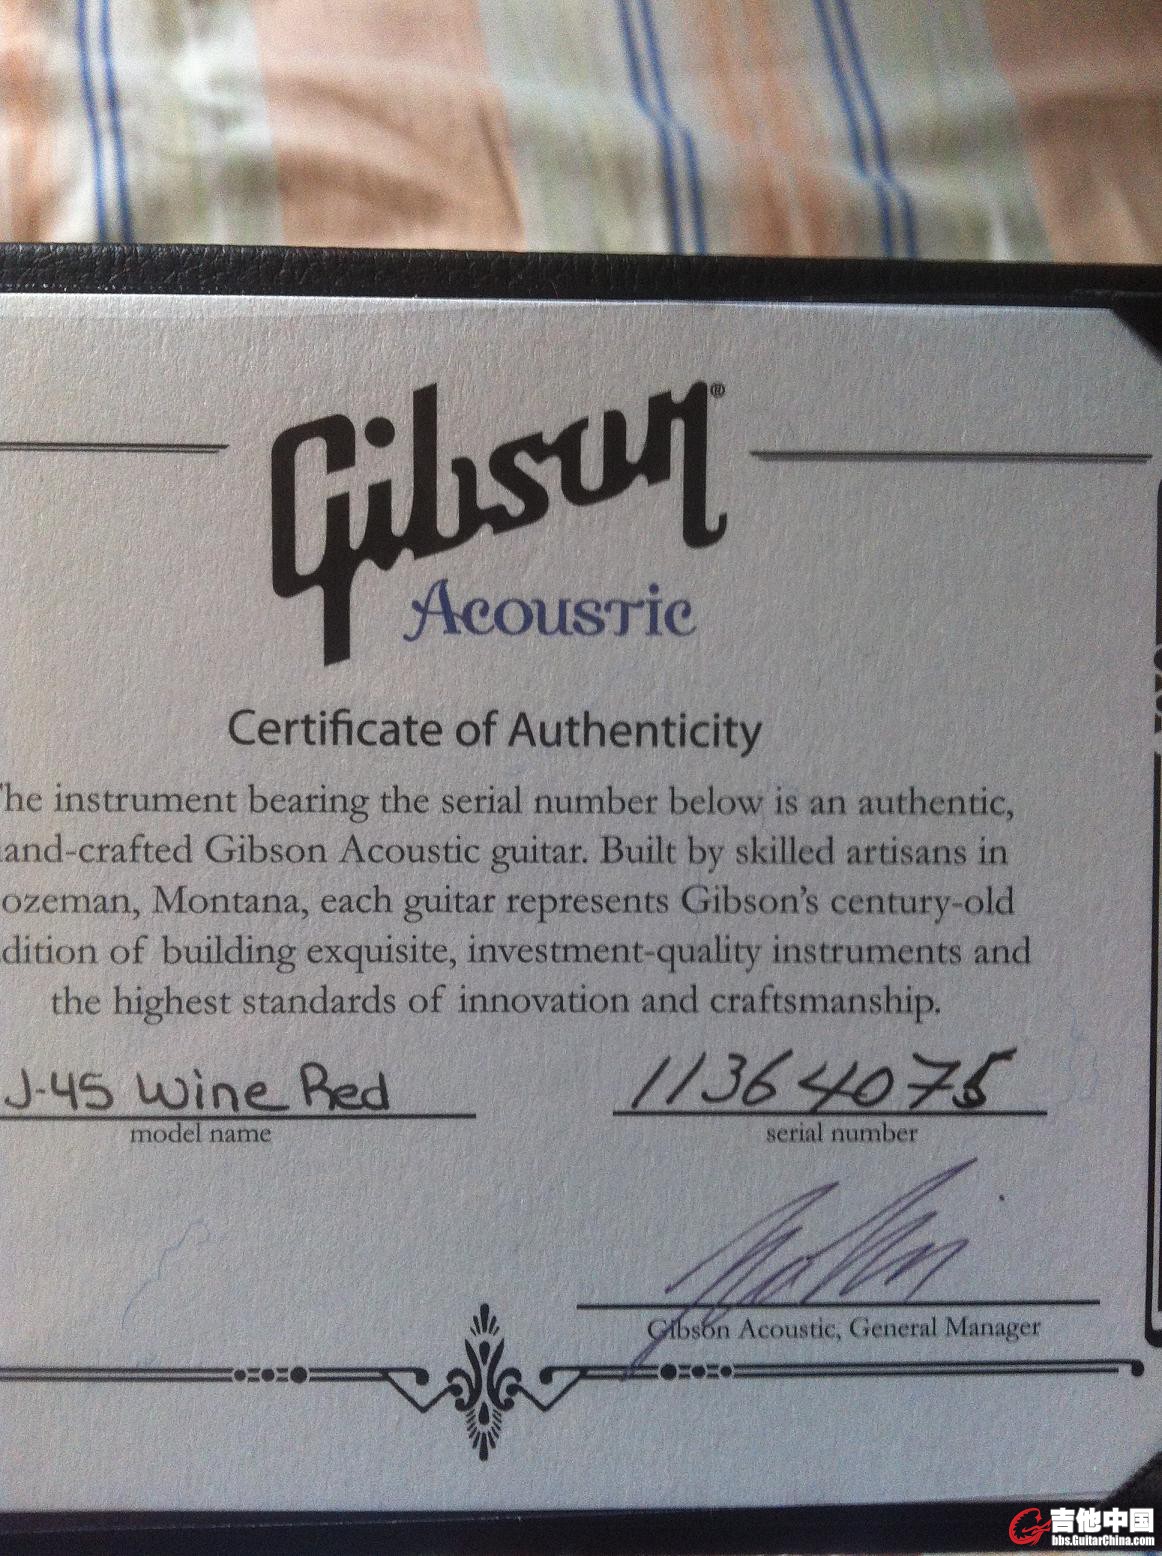 Gibson®
Acoustic
Certificate of Authenticity
he instrument bearing the serial number below is an authentic,
and-crafted Gibson Acoustic guitar. Built by skilled artisans in
ozeman, Montana, each guitar represents Gibson's century-old
dition of building exquisite, investment-quality instruments and
the highest standards of innovation and craftsmanship.
J-45 Wine Red 11364075
model name serial number
Gibson Acoustic, General Manager
吉他中国
bbs.GuitarChina.com